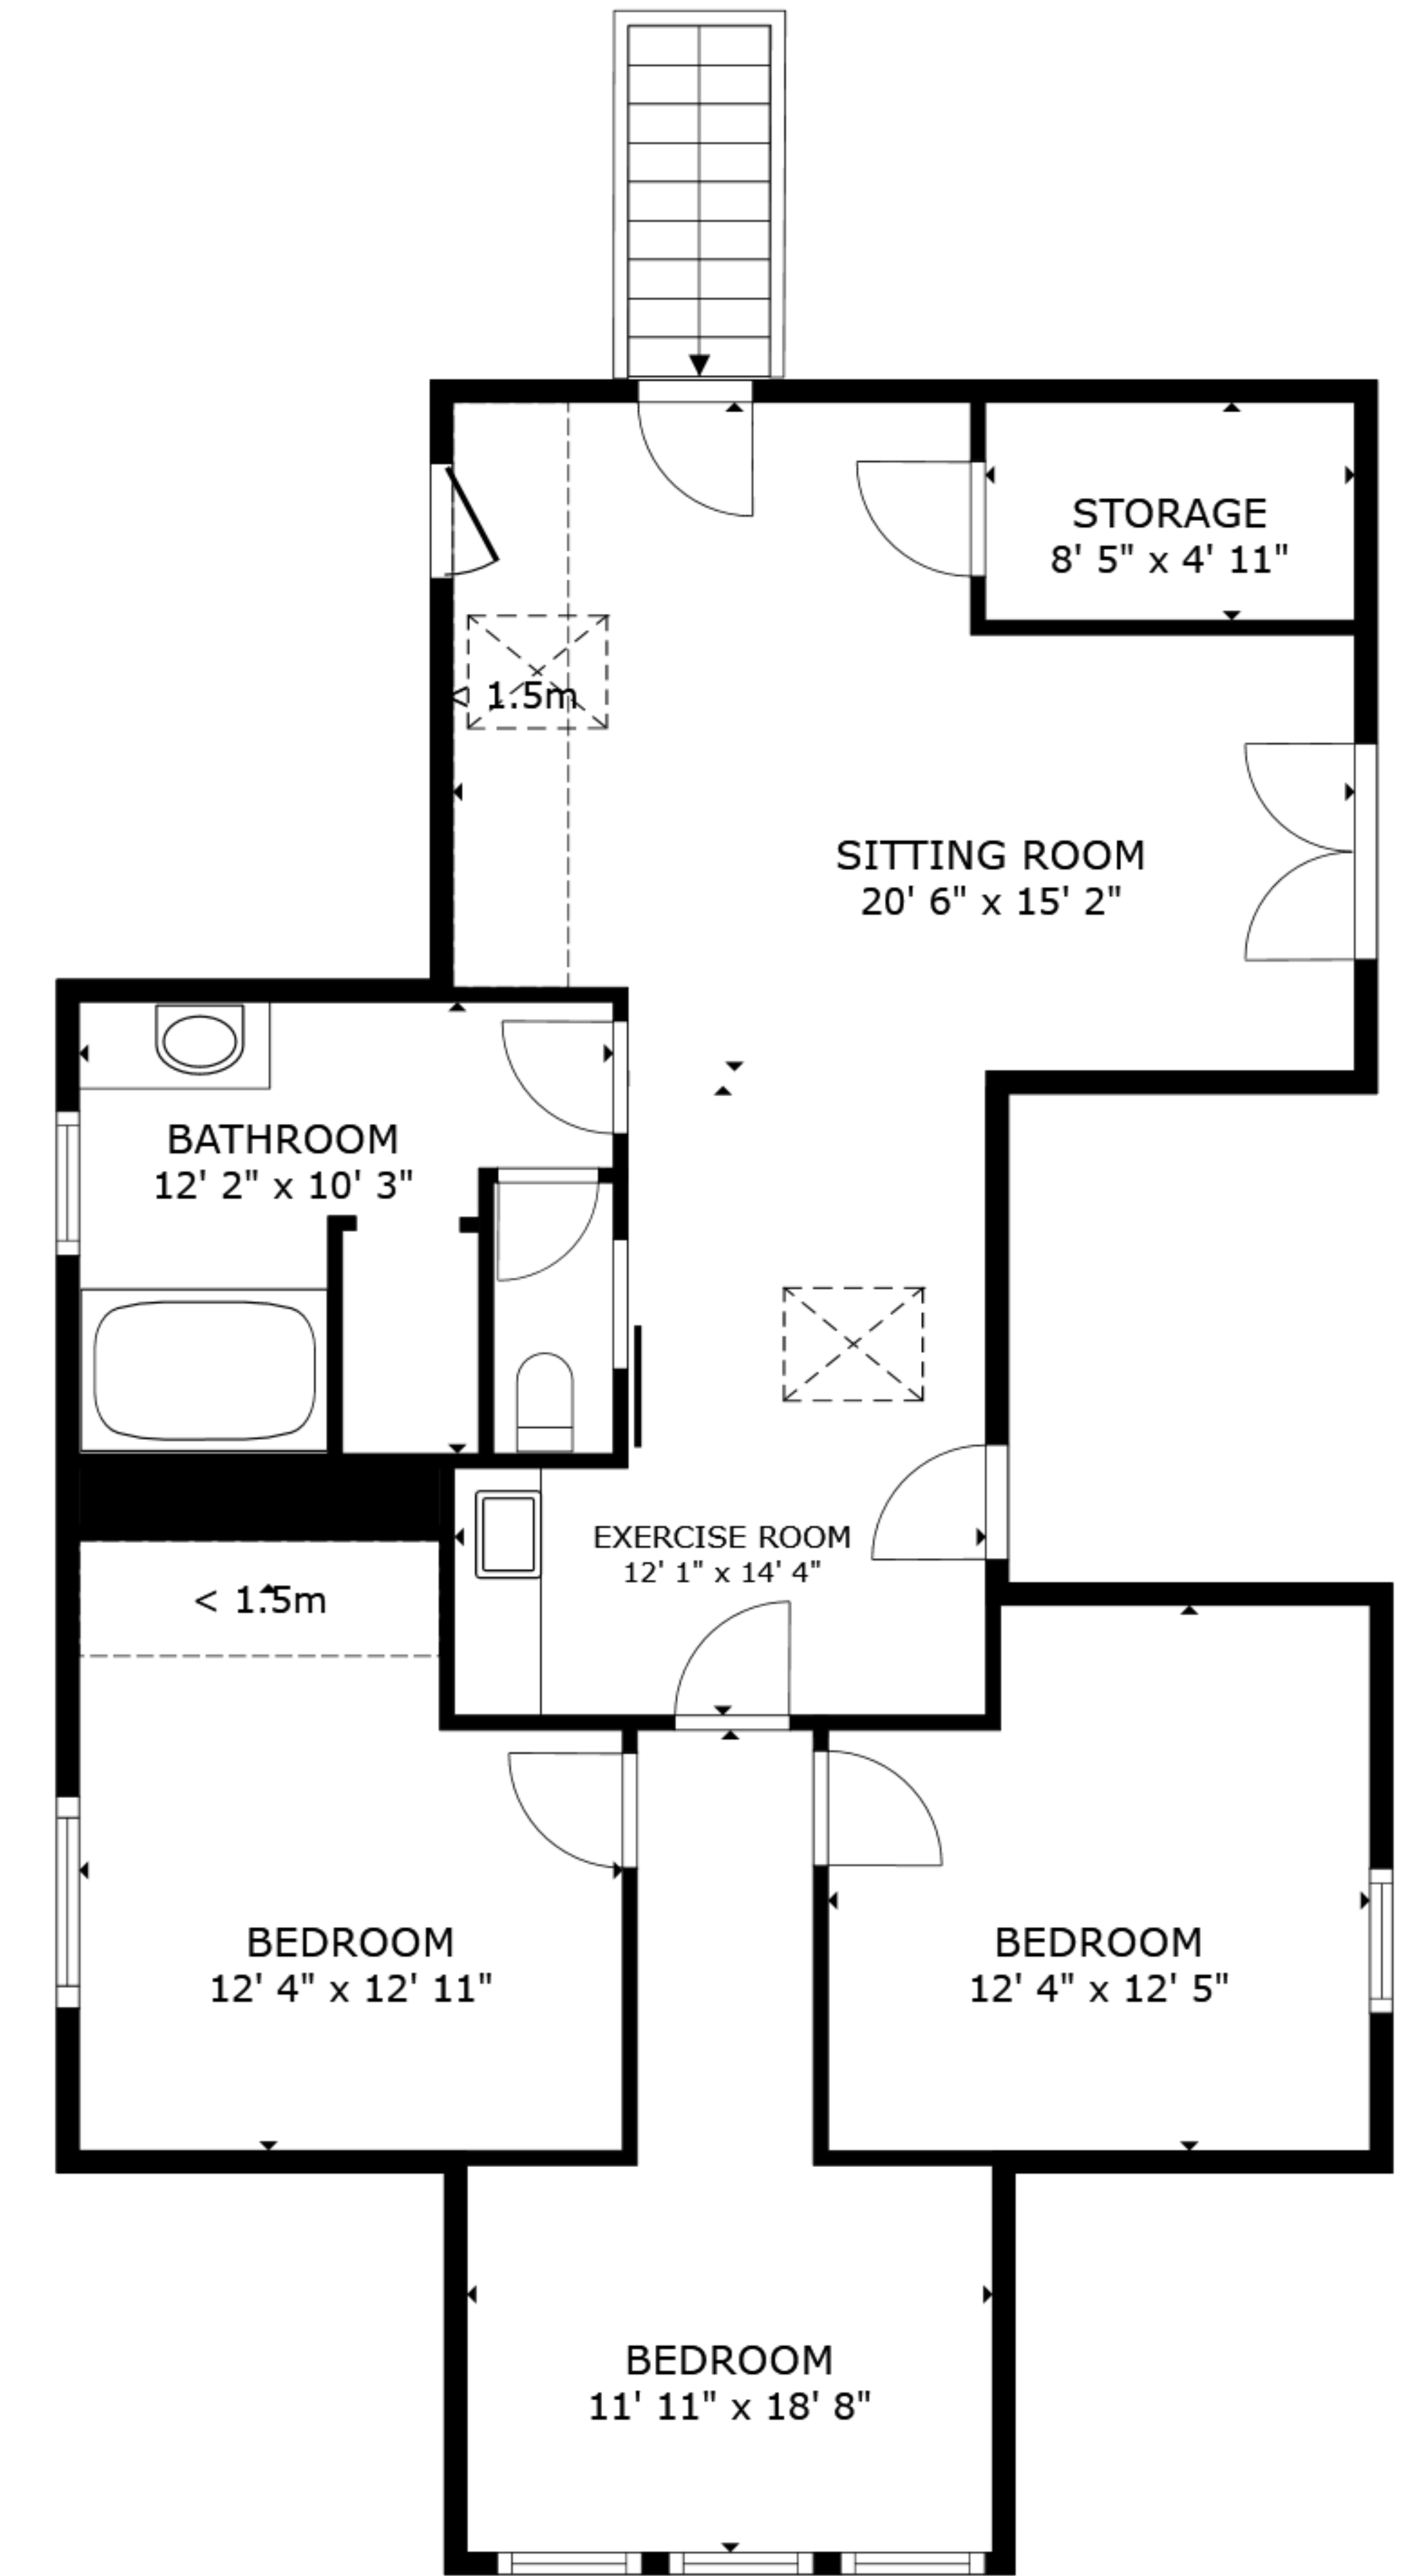 STORAGE
8' 5" x 4' 11"
< 1.5m
SITTING ROOM
20' 6" x 15' 2"
BATHROOM
12' 2" x 10' 3"
EXERCISE ROOM
12' 1" x 14' 4"
< 1.5m
BEDROOM
12' 4" x 12' 11"
BEDROOM
12' 4" x 12' 5"
BEDROOM
11' 11" x 18' 8"